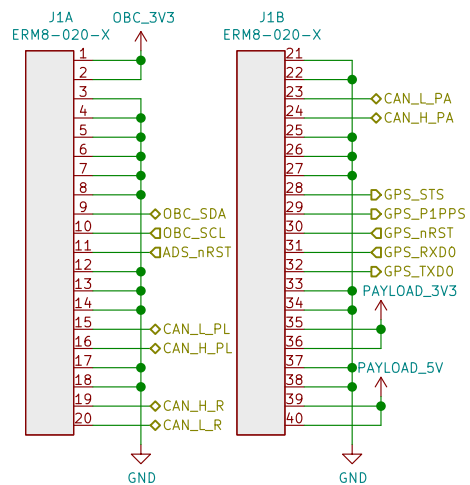 J1A
ERM8-020-X
OBC_3V3
1
2
3
4
5
6
7
8
9 OBC_SDA
10 OBC_SCL
11 ADS_nRST
12
13
14
15 CAN_L_PL
16 CAN_H_PL
17
18
19 CAN_H_R
20 CAN_L_R
GND
J1B
ERM8-020-X
21
22
23 CAN_L_PA
24 CAN_H_PA
25
26
27
28 GPS_STS
29 GPS_P1PPS
30 GPS_nRST
31 GPS_RXD0
32 GPS_TXD0
33
PAYLOAD_3V3
34
35
36
37
PAYLOAD_5V
38
39
40
GND